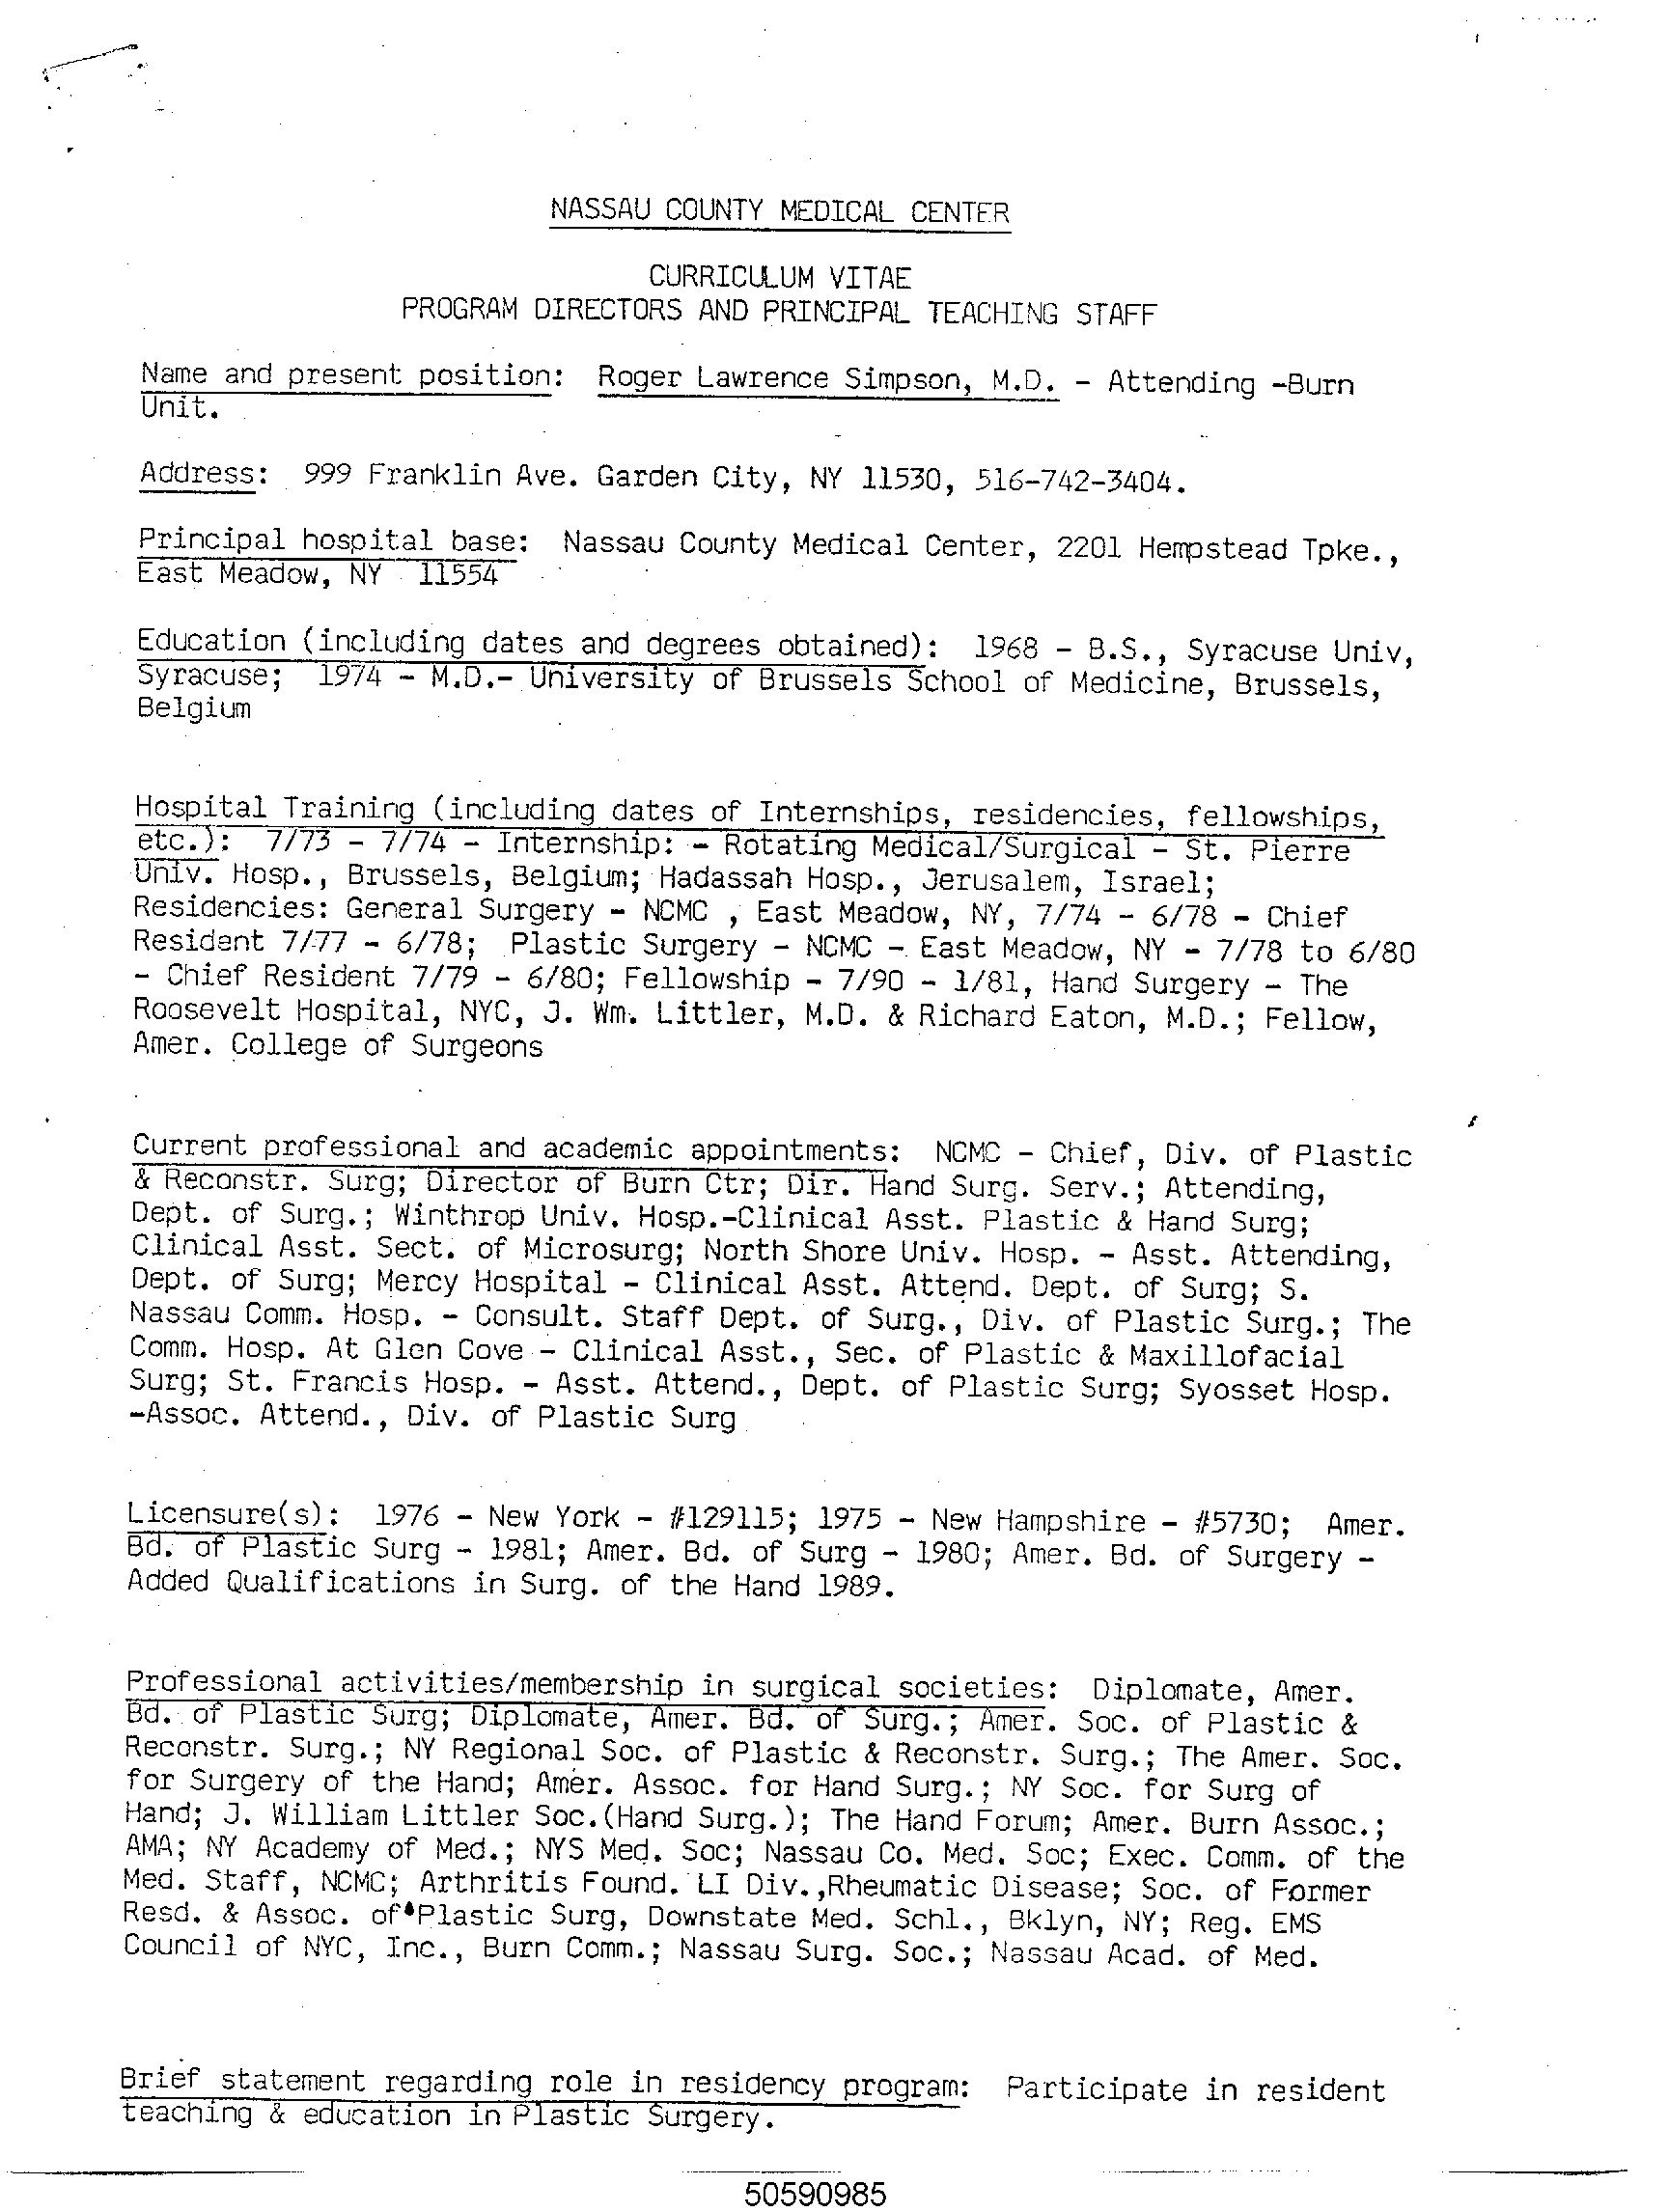 NASSAU COUNTY MEDICAL CENTER
CURRICULUM VITAE
PROGRAM DIRECTORS AND PRINCIPAL TEACHING STAFF
Name and present position: Roger Lawrence Simpson, M.D. - Attending -Burn
Unit.
Address: 999 Franklin Ave. Garden City, NY 11530, 516-742-3404.
Principal hospital base: Nassau County Medical Center, 2201 Hempstead Tpke.,
East Meadow, NY 11554
Education (including dates and degrees obtained): 1968 - B.S., Syracuse Univ,
Syracuse; 1974 - M.D.- University of Brussels School of Medicine, Brussels,
Belgium
Hospital Training (including dates of Internships, residencies, fellowships,
etc.): 7/73 - 7/74 - Internship: - Rotating Medical/Surgical - St. Pierre
Univ. Hosp., Brussels, Belgium; Hadassah Hosp., Jerusalem, Israel;
Residencies: General Surgery - NCMC , East Meadow, NY, 7/74 - 6/78 - Chief
Resident 7/77 - 6/78; Plastic Surgery - NCMC - East Meadow, NY - 7/78 to 6/80
- Chief Resident 7/79 - 6/80; Fellowship - 7/90 - 1/81, Hand Surgery - The
Roosevelt Hospital, NYC, J. Wm. Littler, M.D. & Richard Eaton, M.D.; Fellow,
Amer. College of Surgeons
Current professional and academic appointments: NCMC - Chief, Div. of Plastic
& Reconstr. Surg; Director of Burn Ctr; Dir. Hand Surg. Serv.; Attending,
Dept. of Surg.; Winthrop Univ. Hosp.-Clinical Asst. Plastic & Hand Surg;
Clinical Asst. Sect. of Microsurg; North Shore Univ. Hosp. - Asst. Attending,
Dept. of Surg; Mercy Hospital - Clinical Asst. Attend. Dept. of Surg; S.
Nassau Comm. Hosp. - Consult. Staff Dept. of Surg., Div. of Plastic Surg.; The
Comm. Hosp. At Glen Cove - Clinical Asst., Sec. of Plastic & Maxillofacial
Surg; St. Francis Hosp. - Asst. Attend., Dept. of Plastic Surg; Syosset Hosp.
-Assoc. Attend., Div. of Plastic Surg
Licensure(s): 1976 - New York - #129115; 1975 - New Hampshire - #5730; Amer.
Bd. of Plastic Surg - 1981; Amer. Bd. of Surg - 1980; Amer. Bd. of Surgery -
Added Qualifications in Surg. of the Hand 1989.
Professional activities/membership in surgical societies: Diplomate, Amer.
Bd. of Plastic Surg; Diplomate, Amer. Bd. of Surg.; Amer. Soc. of Plastic &
Reconstr. Surg.; NY Regional Soc. of Plastic & Reconstr. Surg.; The Amer. Soc.
for Surgery of the Hand; Amer. Assoc. for Hand Surg.; NY Soc. for Surg of
Hand; J. William Littler Soc.(Hand Surg.); The Hand Forum; Amer. Burn Assoc.;
AMA; NY Academy of Med.; NYS Med. Soc; Nassau Co. Med. Soc; Exec. Comm. of the
Med. Staff, NCMC; Arthritis Found. LI Div.,Rheumatic Disease; Soc. of Former
Resd. & Assoc. of Plastic Surg, Downstate Med. Schl., Bklyn, NY; Reg. EMS
Council of NYC, Inc., Burn Comm.; Nassau Surg. Soc.; Nassau Acad. of Med.
Brief statement regarding role in residency program: Participate in resident
teaching & education in Plastic Surgery.
50590985